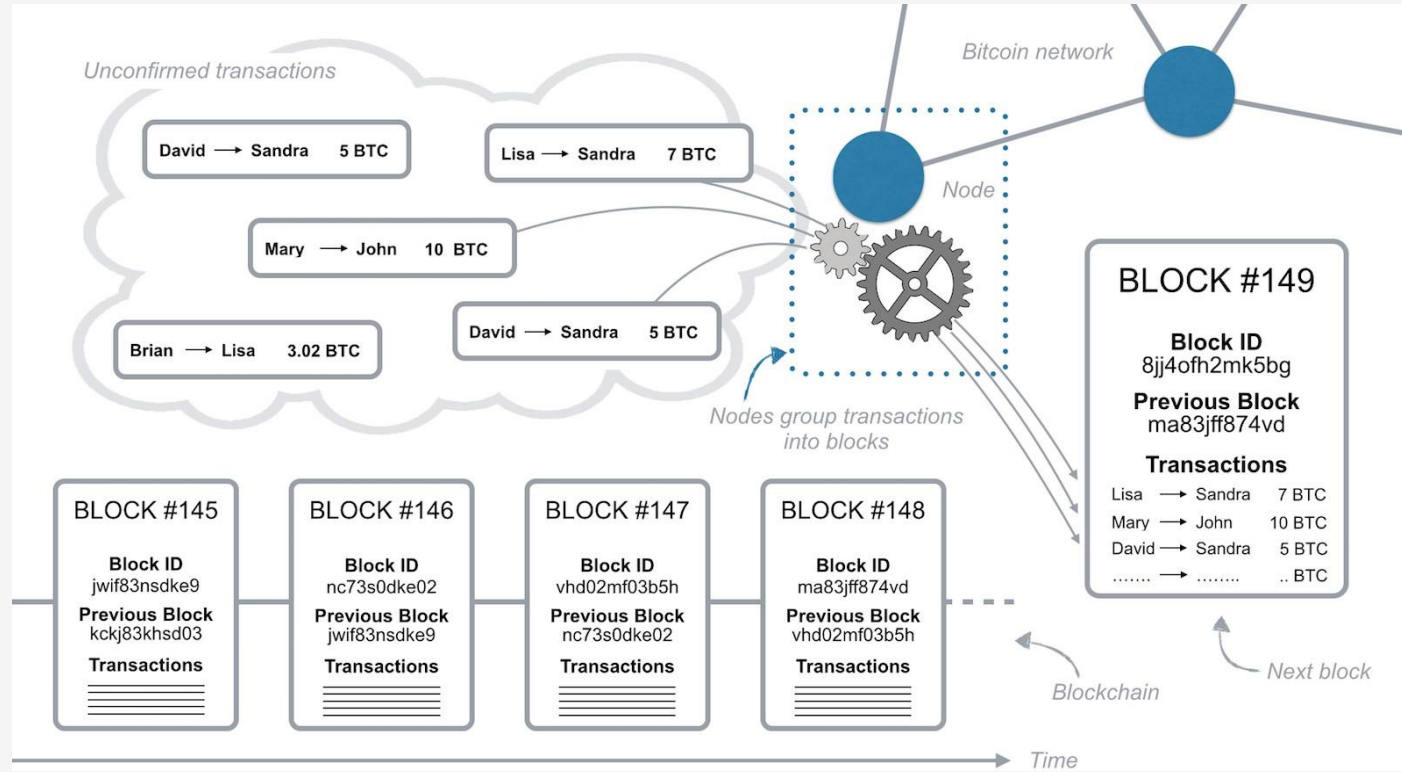 Unconfirmed transactions
Bitcoin network
David → Sandra 5 BTC
Lisa → Sandra 7 BTC
Mary → John 10 BTC
David → Sandra 5 BTC
Brian → Lisa 3.02 BTC
Node
Nodes group transactions
into blocks
BLOCK #149
Block ID
8jj4ofh2mk5bg
Previous Block
ma83jff874vd
Transactions
Lisa → Sandra 7 BTC
Mary → John 10 BTC
David → Sandra 5 BTC
....... → ........ .. BTC
BLOCK #145
Block ID
jwif83nsdke9
Previous Block
kckj83khsd03
Transactions
BLOCK #146
Block ID
nc73s0dke02
Previous Block
jwif83nsdke9
Transactions
BLOCK #147
Block ID
vhd02mf03b5h
Previous Block
nc73s0dke02
Transactions
BLOCK #148
Block ID
ma83jff874vd
Previous Block
vhd02mf03b5h
Transactions
Blockchain
Next block
Time